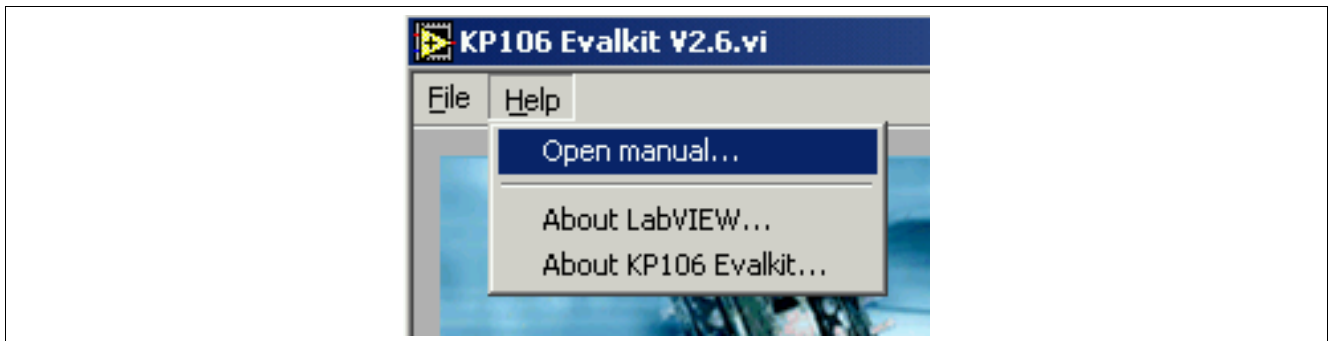 KP106 Evalkit V2.6.vi
File Help
Open manual...
About LabVIEW...
About KP106 Evalkit...